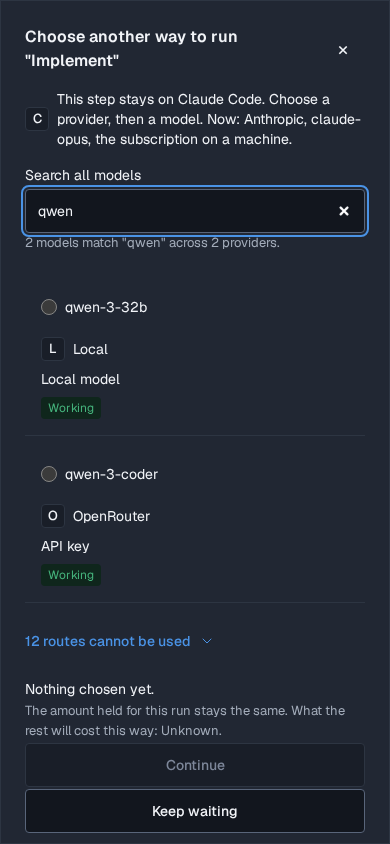 Choose another way to run
"Implement"
C
This step stays on Claude Code. Choose a
provider, then a model. Now: Anthropic, claude-
opus, the subscription on a machine.
Search all models
qwen
2 models match "qwen" across 2 providers.
qwen-3-32b
L Local
Local model
Working
qwen-3-coder
O OpenRouter
API key
Working
12 routes cannot be used
Nothing chosen yet.
The amount held for this run stays the same. What the
rest will cost this way: Unknown.
Continue
Keep waiting